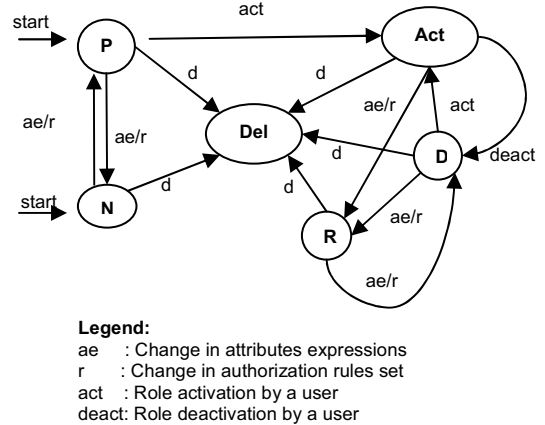 start
act
P
Act
d
d
ae/r
act
ae/r
ae/r
Del
D
deact
d
start
N
d
d
R
ae/r
ae/r
Legend:
ae : Change in attributes expressions
r : Change in authorization rules set
act : Role activation by a user
deact: Role deactivation by a user